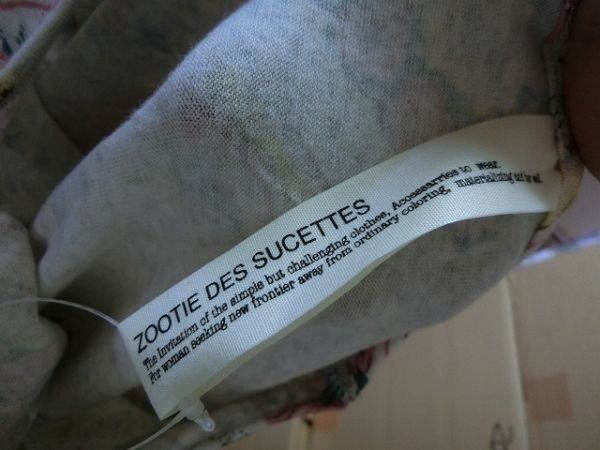 ZOOTIE DES SUCETTES
The invitation of the simple but challenging clothes, Accessarries to wear.
For woman seeking new frontier away from ordinary coloring, materializing